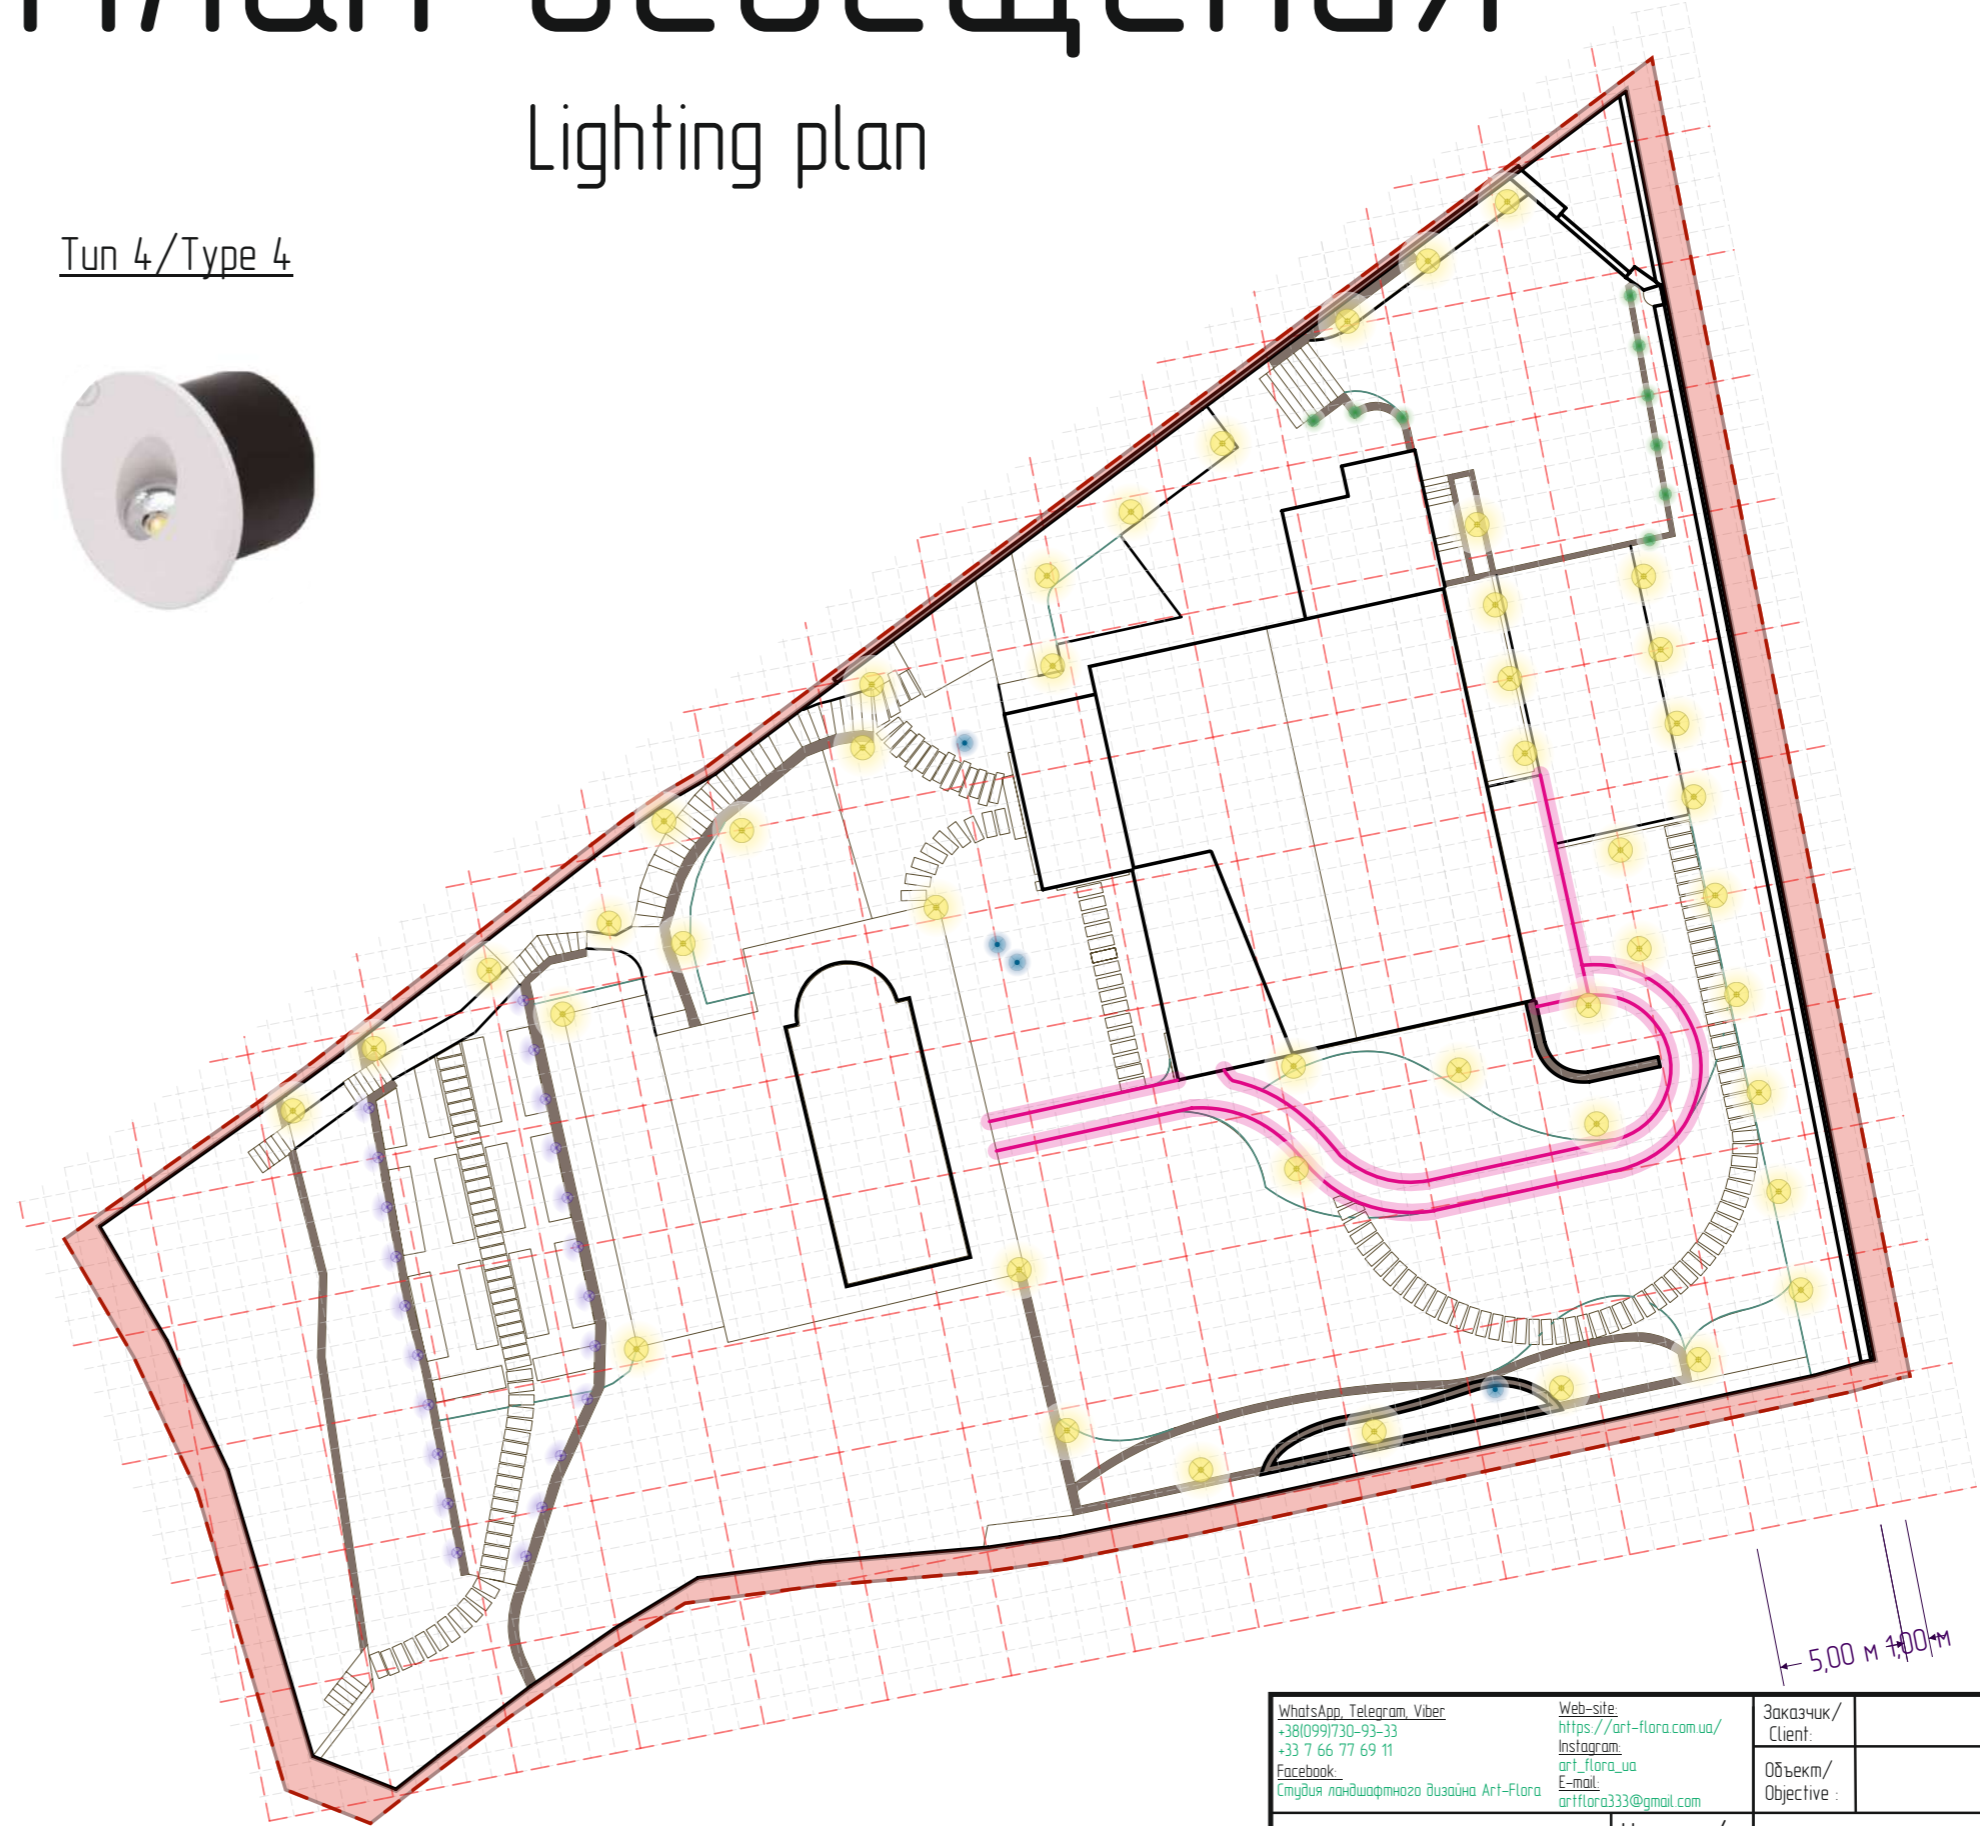 План освещения
Lighting plan
Тип 4/Type 4
5,00 м 1,00 м
WhatsApp, Telegram, Viber
+38(099)730-93-33
+33 7 66 77 69 11
Facebook:
Студия ландшафтного дизайна Art-Flora
Web-site:
https://art-flora.com.ua/
Instagram:
art_flora_ua
E-mail:
artflora333@gmail.com
Заказчик/
Client:
Объект/
Objective :